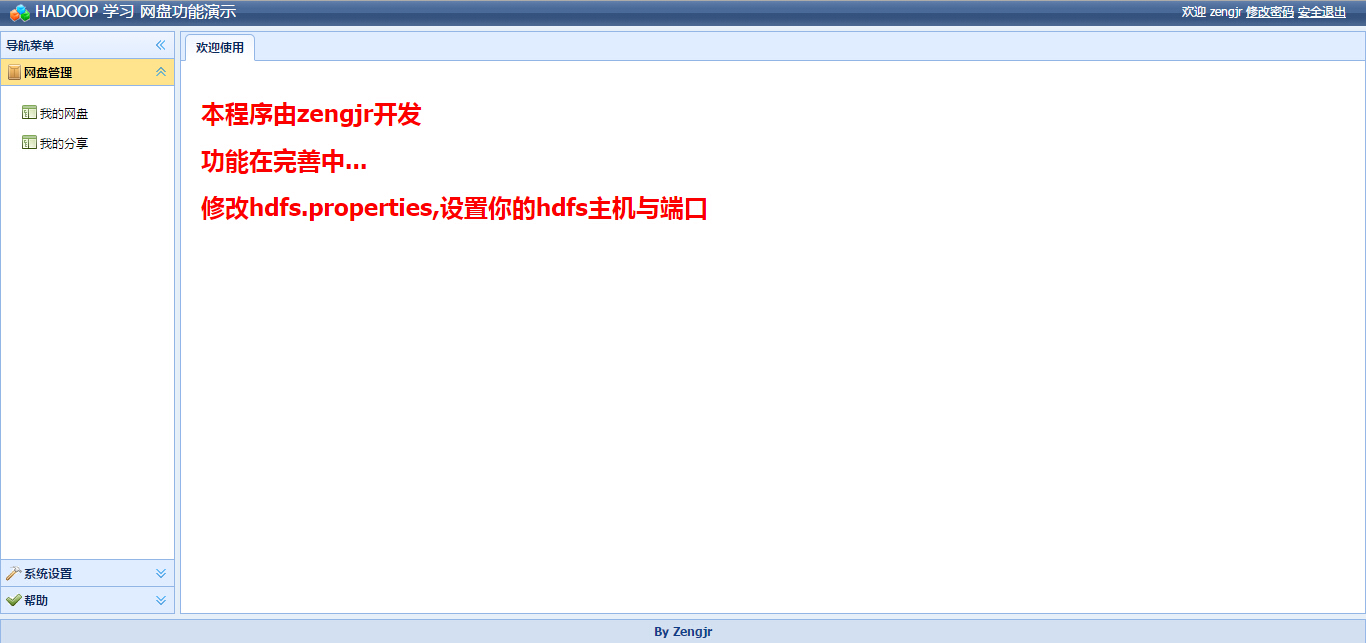 HADOOP 学习 网盘功能演示
欢迎 zengjr 修改密码 安全退出
导航菜单
欢迎使用
网盘管理
我的网盘
我的分享
本程序由zengjr开发
功能在完善中...
修改hdfs.properties,设置你的hdfs主机与端口
系统设置
帮助
By Zengjr